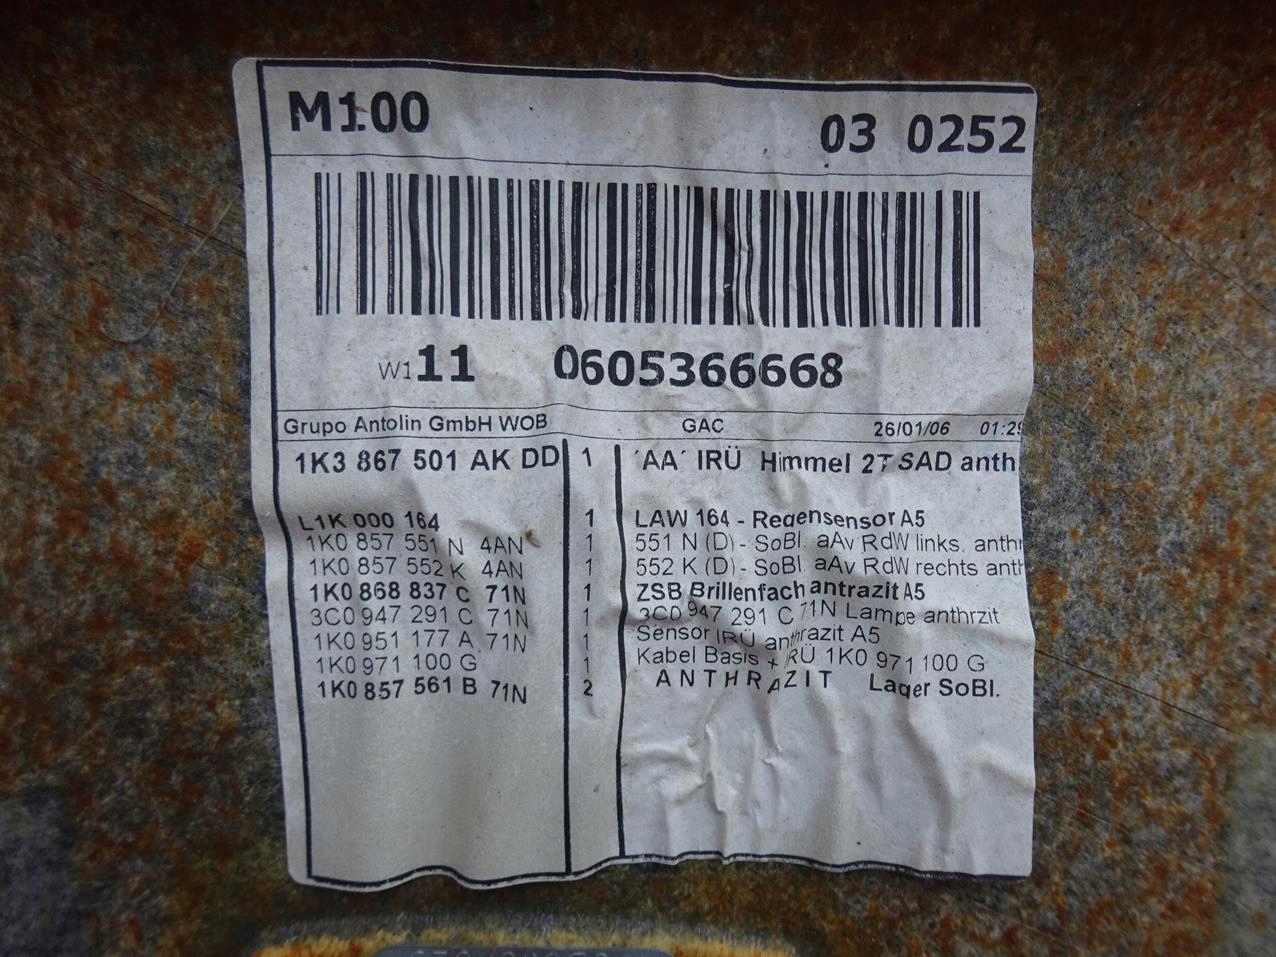 M100 03 0252
W111 0605366668
Grupo Antolin GmbH WOB GAC 26/01/06 01:29
1K3 867 501 AK DD 1 'AA' IRÜ Himmel 2T SAD anth
L1K 000 164 1 LAW 164 - Regensensor A5
1K0 857 551 N 4AN 1 551 N (D) - SoBl. aAv RdW links, anthr
1K0 857 552 K 4AN 1 552 K (D) - SoBl. aAv RdW rechts anth
1K0 868 837 C 71N 1 ZSB Brillenfach antrazit A5
3C0 947 291 C 71N 1 3C0 947 291 C 71N Lampe anthrzit
1K0 951 177 A 71N 1 Sensor IRÜ anthrazit A5
1K0 971 100 G 1 Kabel Basis + IRÜ 1K0 971 100 G
1K0 857 561 B 71N 2 ANTHRAZIT Lager SoBl.